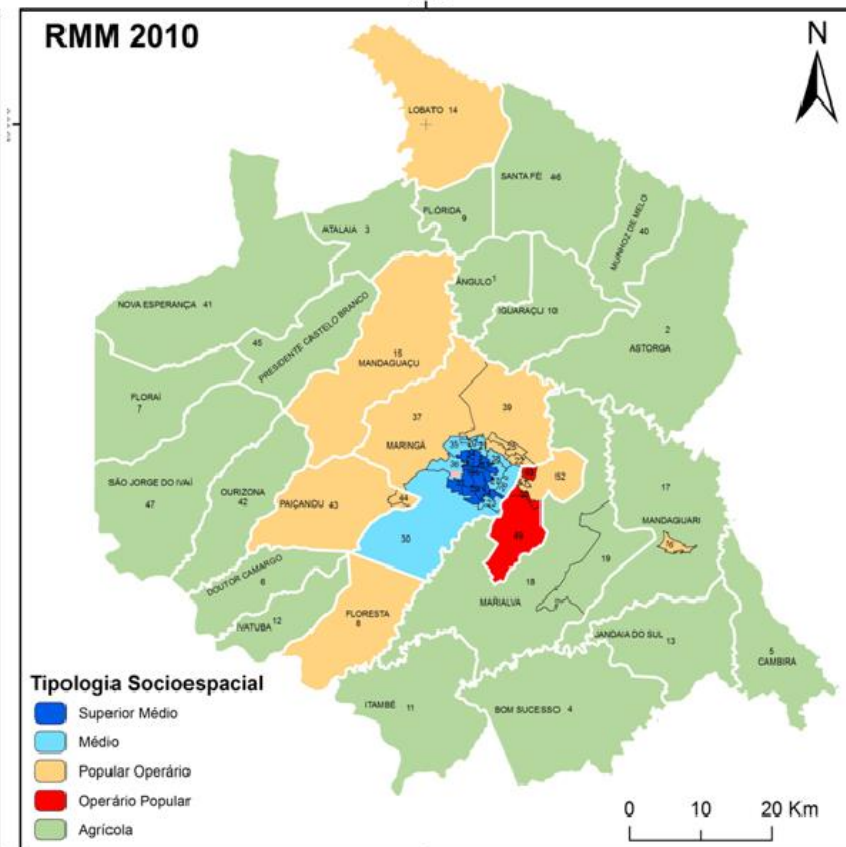 RMM 2010
N
LOBATO 14
SANTA FÉ 46
FLÓRIDA
9
MUNHOZ DE MELO
40
ATALAIA 3
ÂNGULO 1
IGUARAÇU 10
NOVA ESPERANÇA 41
PRESIDENTE CASTELO BRANCO
45
2
ASTORGA
15
MANDAGUAÇU
FLORAÍ
7
37
39
MARINGÁ
35
36
52
SÃO JORGE DO IVAÍ
47
OURIZONA
42
PAIÇANDU 43
44
17
MANDAGUARI
16
30
49
19
18
MARIALVA
DOUTOR CAMARGO
6
IVATUBA 12
FLORESTA
8
JANDAIA DO SUL
13
5
CAMBIRA
ITAMBÉ 11
BOM SUCESSO 4
Tipologia Socioespacial
Superior Médio
Médio
Popular Operário
Operário Popular
Agrícola
0 10 20 Km